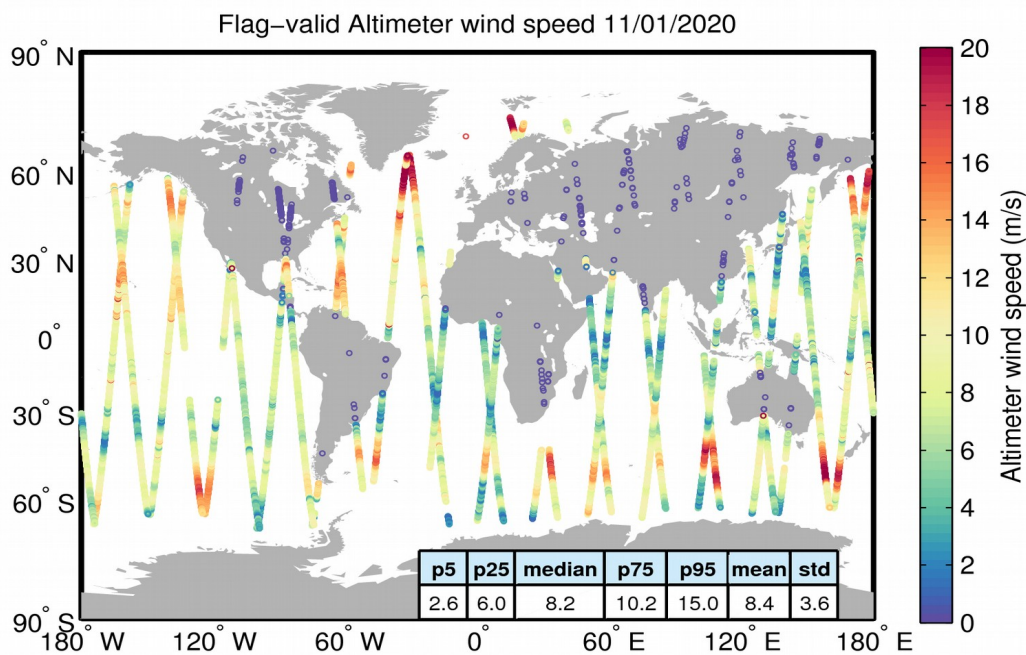 Flag-valid Altimeter wind speed 11/01/2020
90° N
60° N
30° N
0°
30° S
60° S
90° S
180° W
120° W
60° W
0°
60° E
120° E
180° E
p5 p25 median p75 p95 mean std
2.6 6.0 8.2 10.2 15.0 8.4 3.6
20
18
16
14
12
10
8
6
4
2
0
Altimeter wind speed (m/s)